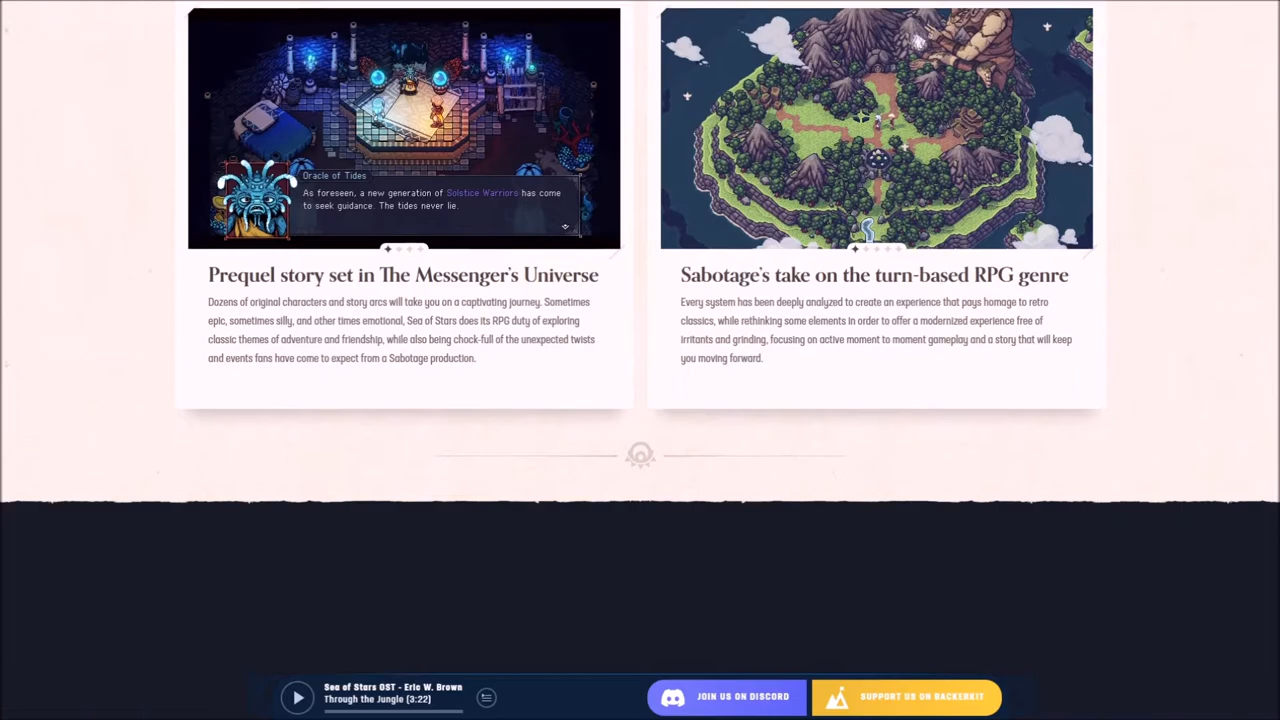 Oracle of Tides
As foreseen, a new generation of Solstice Warriors has come
to seek guidance. The tides never lie.
Prequel story set in The Messenger's Universe
Dozens of original characters and story arcs will take you on a captivating journey. Sometimes
epic, sometimes silly, and other times emotional, Sea of Stars does its RPG duty of exploring
classic themes of adventure and friendship, while also being chock-full of the unexpected twists
and events fans have come to expect from a Sabotage production.
Sabotage's take on the turn-based RPG genre
Every system has been deeply analyzed to create an experience that pays homage to retro
classics, while rethinking some elements in order to offer a modernized experience free of
irritants and grinding, focusing on active moment to moment gameplay and a story that will keep
you moving forward.
Sea of Stars OST - Eric W. Brown
Through the Jungle (3:22)
JOIN US ON DISCORD
SUPPORT US ON BACKERKIT